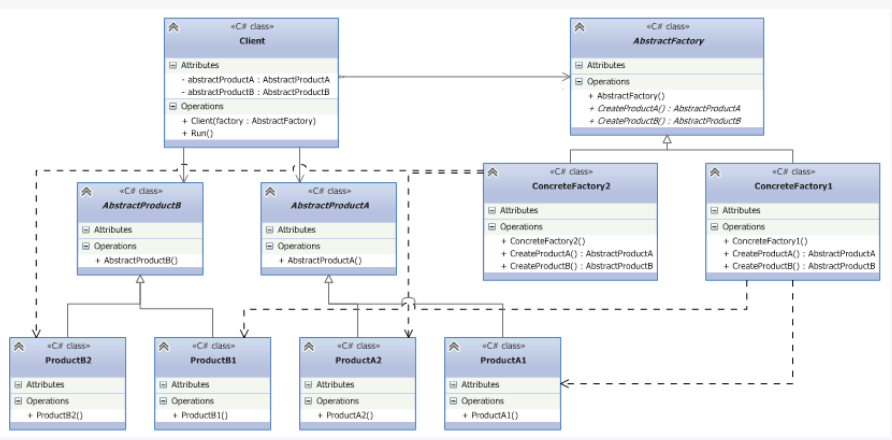 «C# class»
Client
Attributes
- abstractProductA : AbstractProductA
- abstractProductB : AbstractProductB
Operations
+ Client(factory : AbstractFactory)
+ Run()
«C# class»
AbstractFactory
Attributes
Operations
+ AbstractFactory()
+ CreateProductA() : AbstractProductA
+ CreateProductB() : AbstractProductB
«C# class»
AbstractProductB
Attributes
Operations
+ AbstractProductB()
«C# class»
AbstractProductA
Attributes
Operations
+ AbstractProductA()
«C# class»
ConcreteFactory2
Attributes
Operations
+ ConcreteFactory2()
+ CreateProductA() : AbstractProductA
+ CreateProductB() : AbstractProductB
«C# class»
ConcreteFactory1
Attributes
Operations
+ ConcreteFactory1()
+ CreateProductA() : AbstractProductA
+ CreateProductB() : AbstractProductB
«C# class»
ProductB2
Attributes
Operations
+ ProductB2()
«C# class»
ProductB1
Attributes
Operations
+ ProductB1()
«C# class»
ProductA2
Attributes
Operations
+ ProductA2()
«C# class»
ProductA1
Attributes
Operations
+ ProductA1()